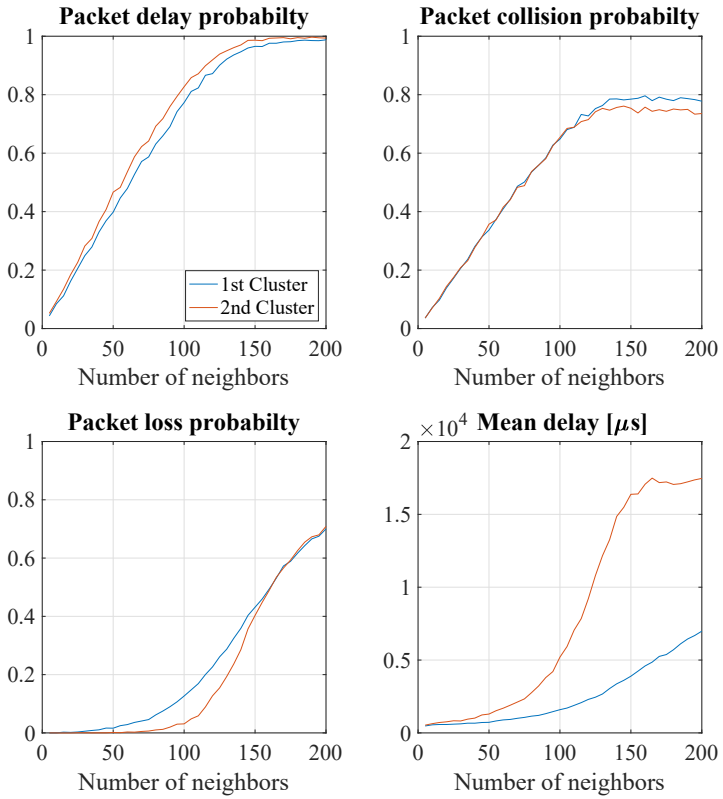 Packet delay probabilty
1
0.8
0.6
0.4
0.2
0
0 50 100 150 200
Number of neighbors
1st Cluster
2nd Cluster
Packet collision probabilty
1
0.8
0.6
0.4
0.2
0
0 50 100 150 200
Number of neighbors
Packet loss probabilty
1
0.8
0.6
0.4
0.2
0
0 50 100 150 200
Number of neighbors
×10⁴ Mean delay [μs]
2
1.5
1
0.5
0
0 50 100 150 200
Number of neighbors